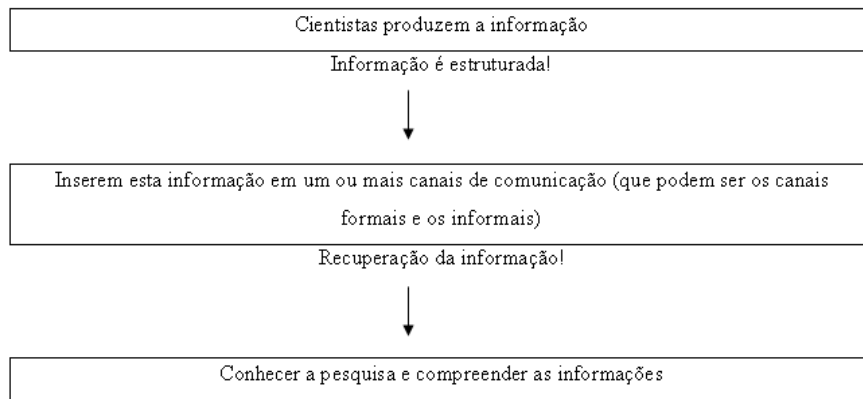 Cientistas produzem a informação
Informação é estruturada!
Inserem esta informação em um ou mais canais de comunicação (que podem ser os canais
formais e os informais)
Recuperação da informação!
Conhecer a pesquisa e compreender as informações